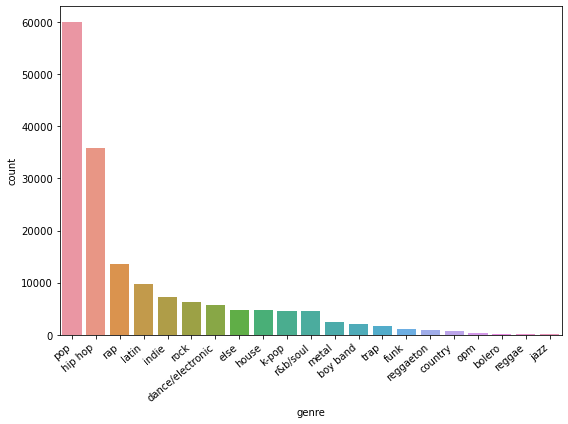 60000
50000
40000
30000
20000
10000
0
count
pop
hip hop
rap
latin
indie
rock
dance/electronic
else
house
k-pop
r&b/soul
metal
boy band
trap
funk
reggaeton
country
opm
bolero
reggae
jazz
genre